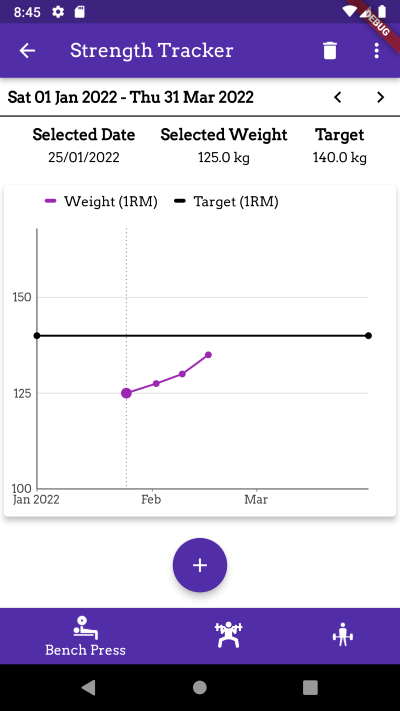 8:45
DEBUG
Strength Tracker
Sat 01 Jan 2022 - Thu 31 Mar 2022
Selected Date Selected Weight Target
25/01/2022 125.0 kg 140.0 kg
Weight (1RM) Target (1RM)
150
125
100
Jan 2022 Feb Mar
+
Bench Press